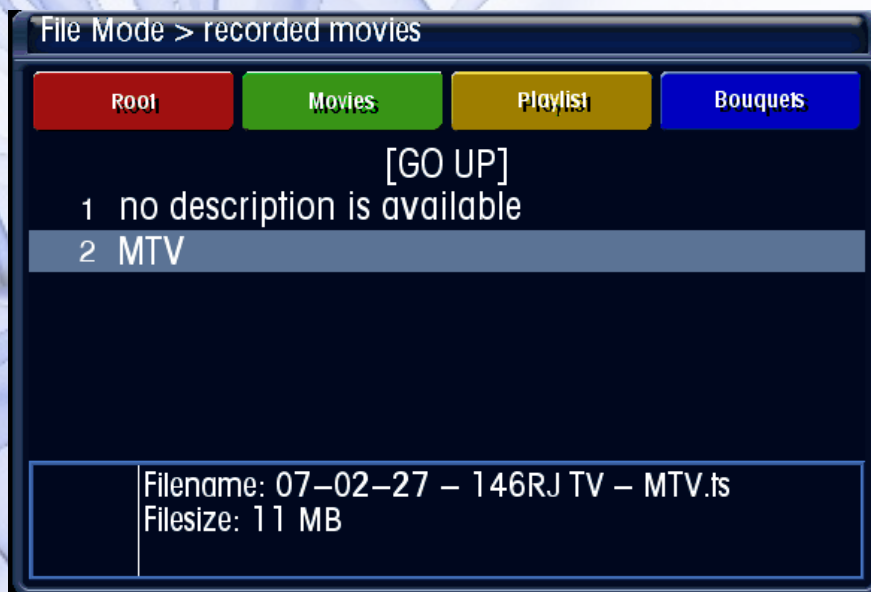 File Mode > recorded movies
Root Movies Playlist Bouquets
[GO UP]
1 no description is available
2 MTV
Filename: 07–02–27 – 146RJ TV – MTV.ts
Filesize: 11 MB